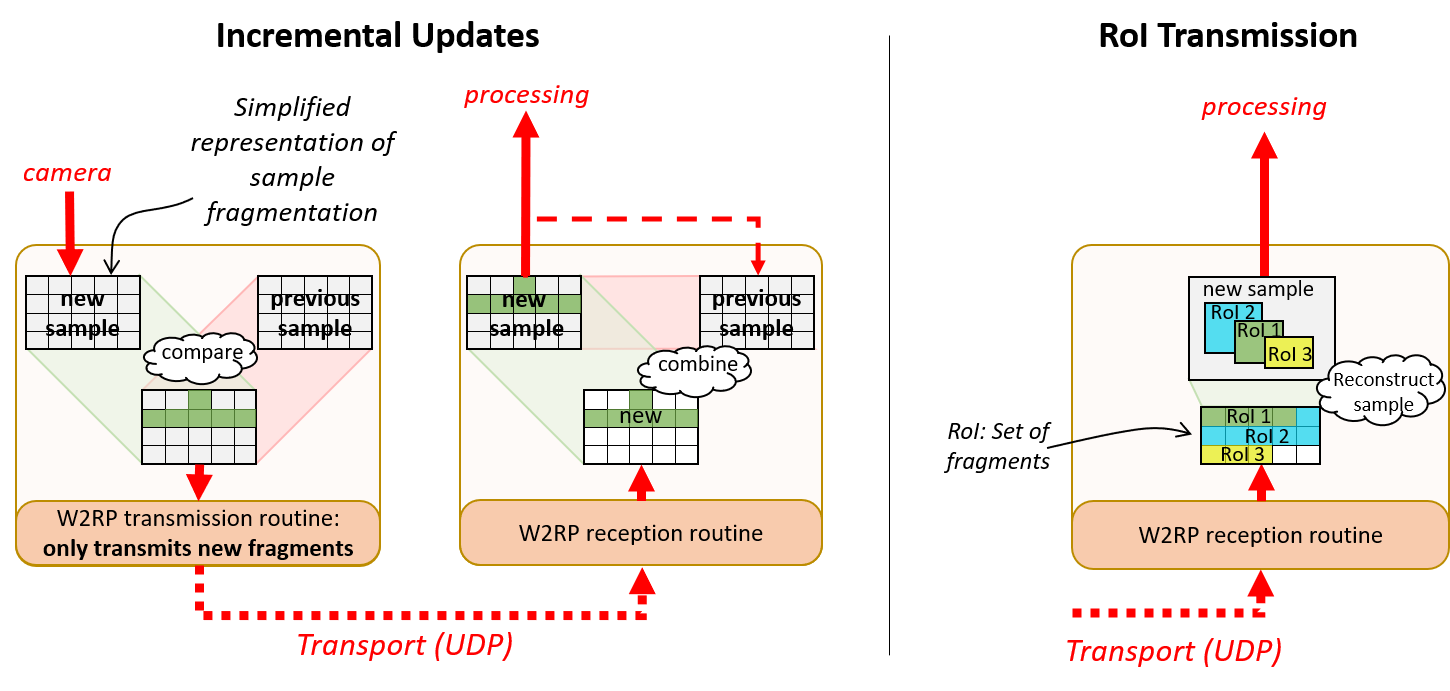 Incremental Updates
Simplified
representation of
sample
fragmentation
camera
new
sample
previous
sample
compare
W2RP transmission routine:
only transmits new fragments
processing
new
sample
previous
sample
combine
new
W2RP reception routine
Transport (UDP)
RoI Transmission
processing
new sample
RoI 2
RoI 1
RoI 3
Reconstruct
sample
RoI 1
RoI 2
RoI 3
RoI: Set of
fragments
W2RP reception routine
Transport (UDP)